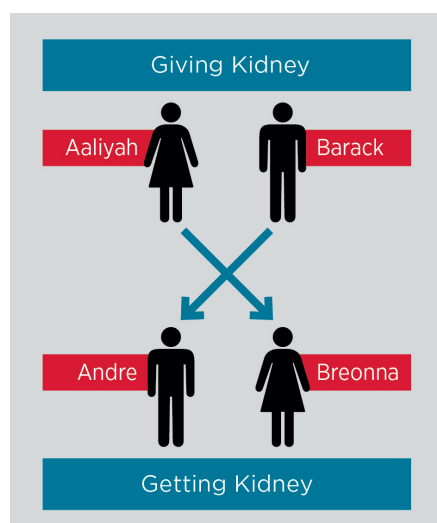 Giving Kidney
Aaliyah
Barack
Andre
Breonna
Getting Kidney